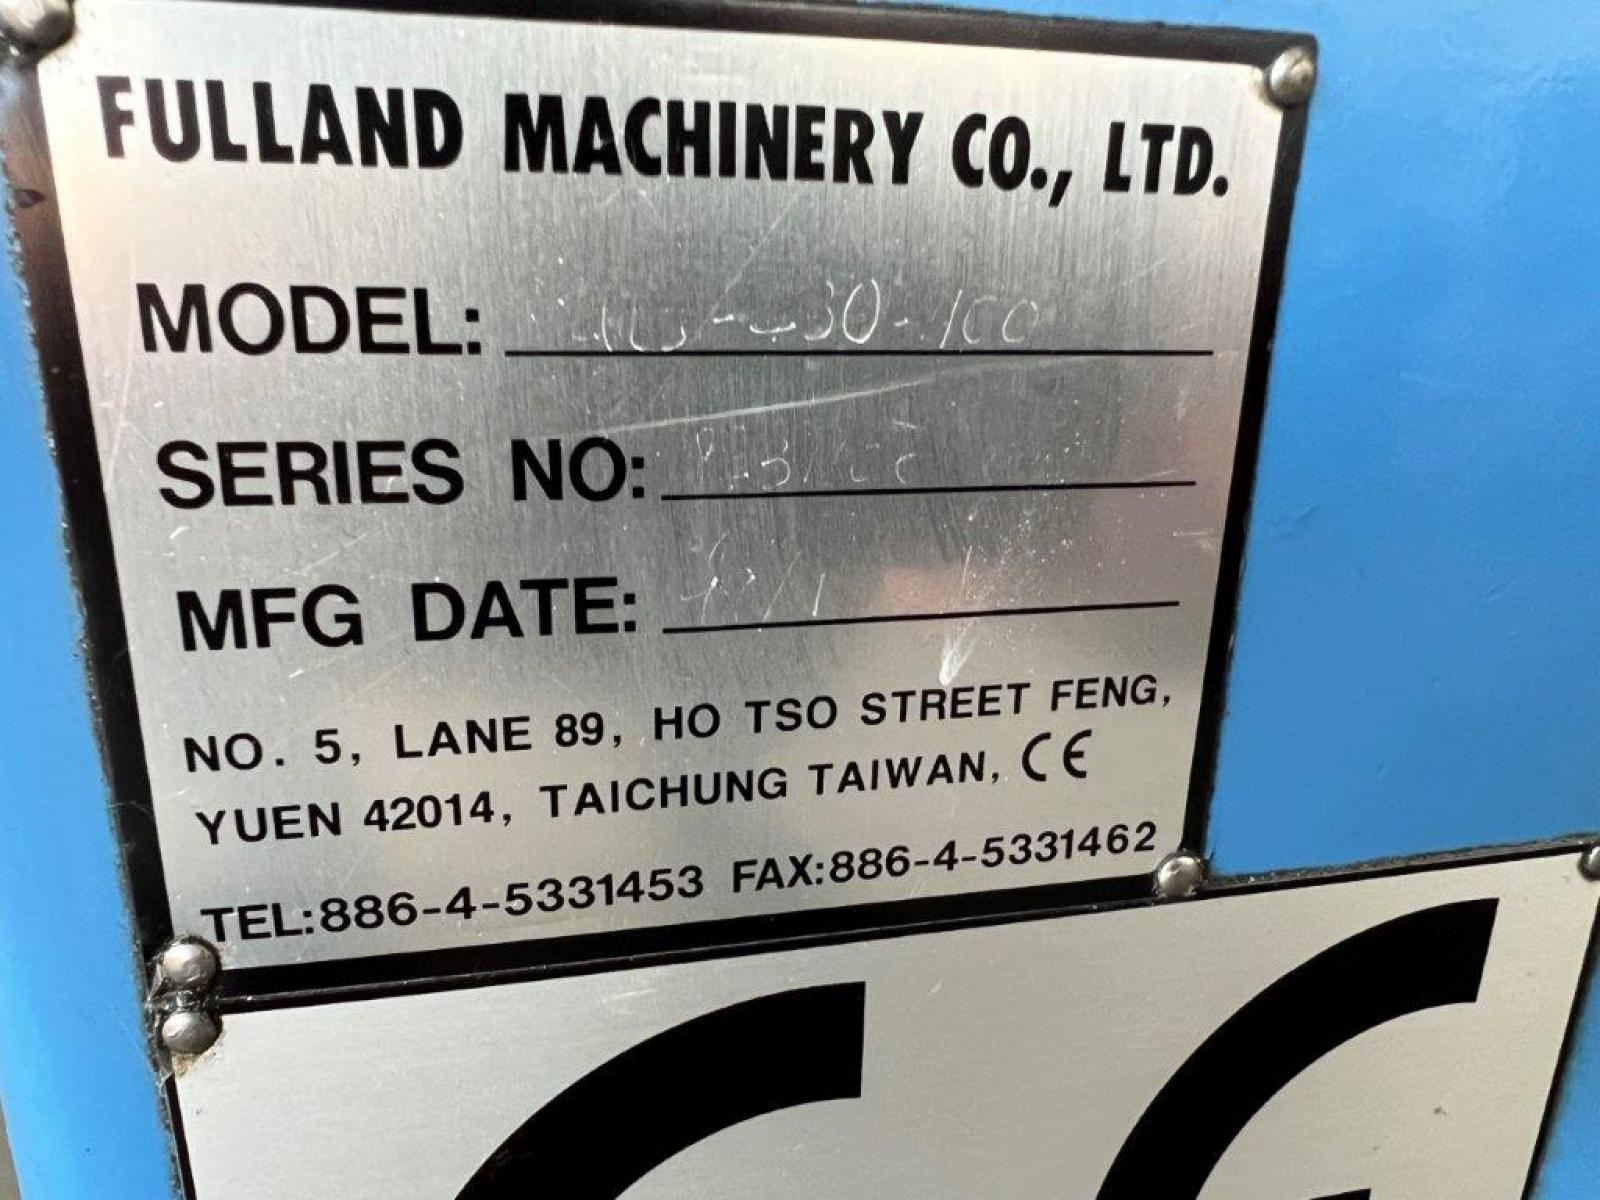 FULLAND MACHINERY CO., LTD.
MODEL:
SERIES NO:
MFG DATE:
NO. 5, LANE 89, HO TSO STREET FENG,
YUEN 42014, TAICHUNG TAIWAN, CE
TEL:886-4-5331453 FAX:886-4-5331462
CE